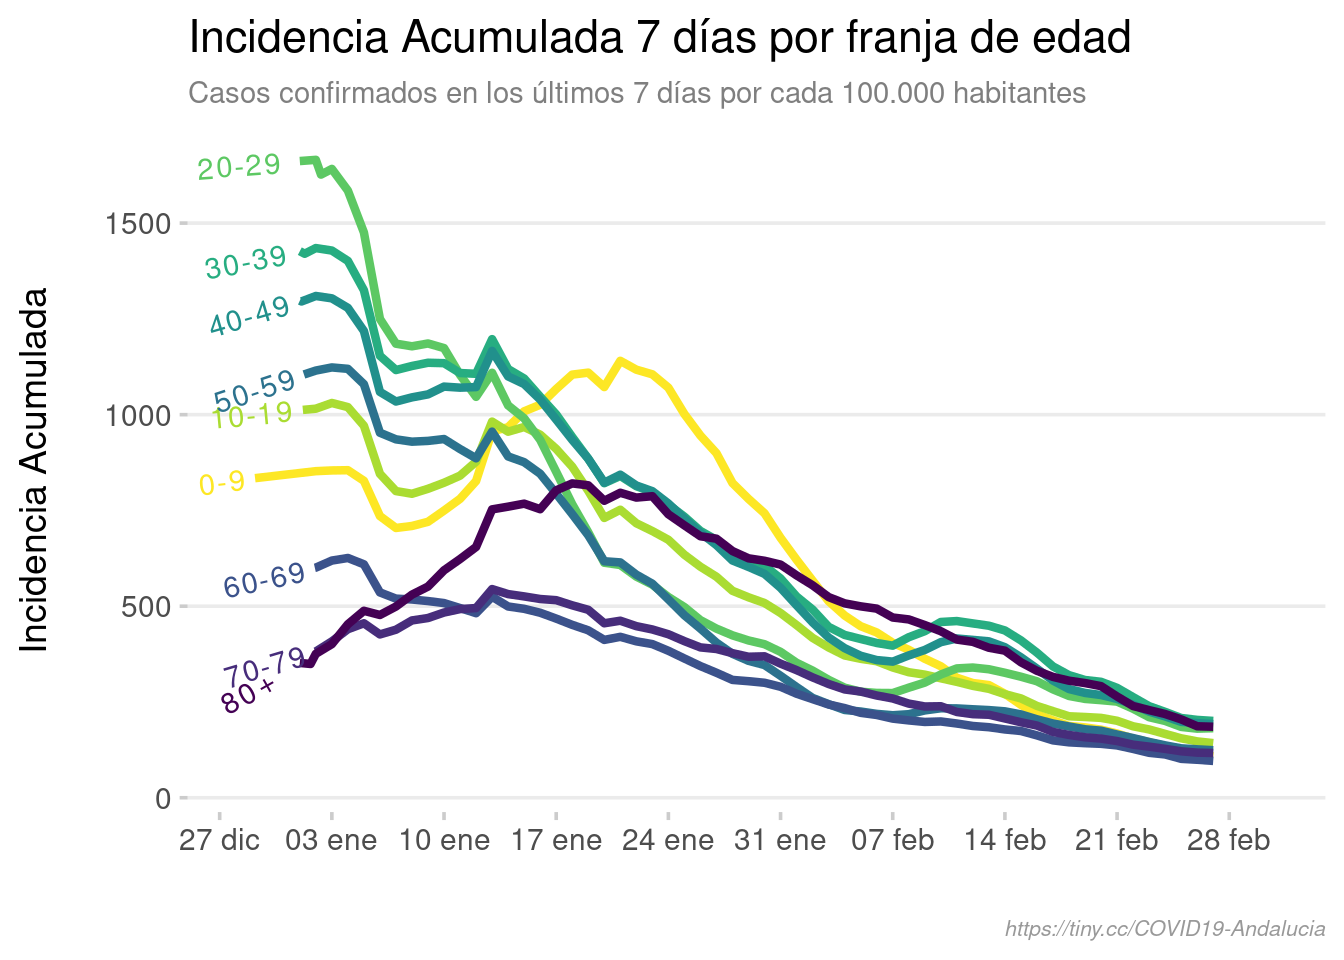 Incidencia Acumulada 7 días por franja de edad
Casos confirmados en los últimos 7 días por cada 100.000 habitantes
Incidencia Acumulada
1500
1000
500
0
20-29
30-39
40-49
50-59
10-19
0-9
60-69
70-79
80+
27 dic
03 ene
10 ene
17 ene
24 ene
31 ene
07 feb
14 feb
21 feb
28 feb
https://tiny.cc/COVID19-Andalucia